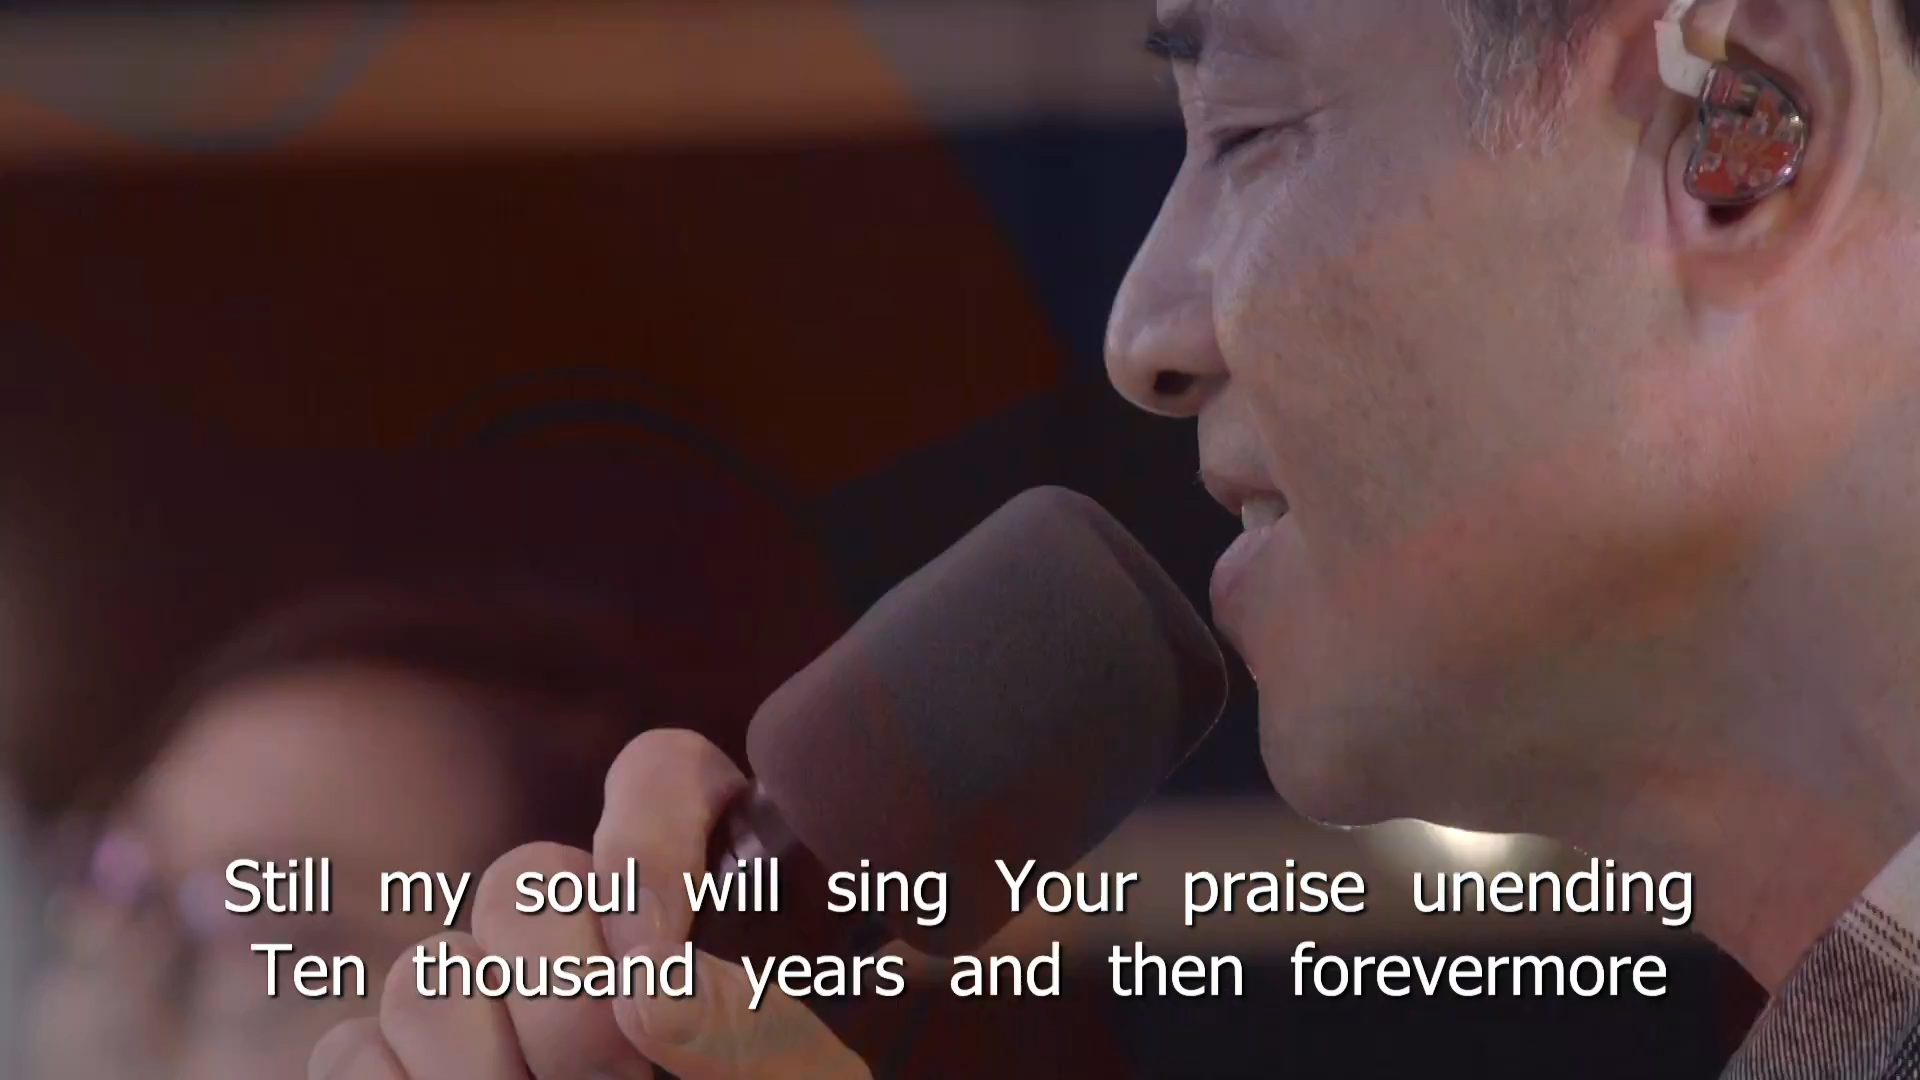 Still my soul will sing Your praise unending
Ten thousand years and then forevermore